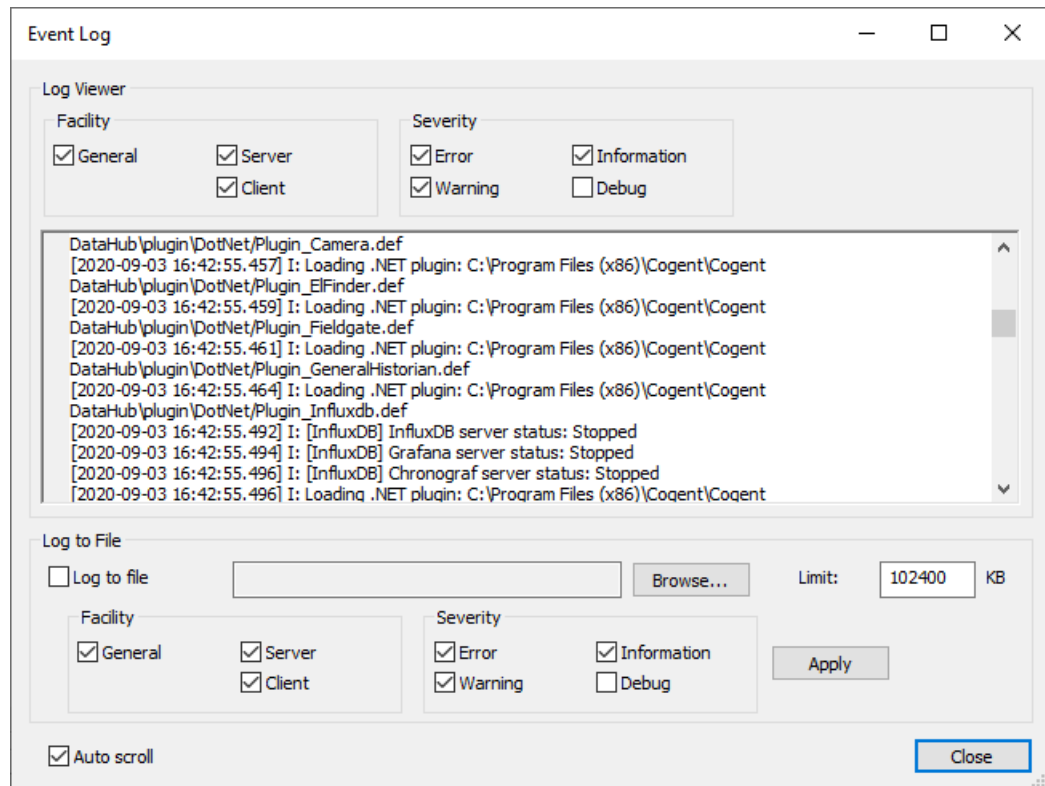 Event Log
Log Viewer
Facility
Severity
General
Server
Error
Information
Client
Warning
Debug
DataHub\plugin\DotNet/Plugin_Camera.def
[2020-09-03 16:42:55.457] I: Loading .NET plugin: C:\Program Files (x86)\Cogent\Cogent
DataHub\plugin\DotNet/Plugin_ElFinder.def
[2020-09-03 16:42:55.459] I: Loading .NET plugin: C:\Program Files (x86)\Cogent\Cogent
DataHub\plugin\DotNet/Plugin_Fieldgate.def
[2020-09-03 16:42:55.461] I: Loading .NET plugin: C:\Program Files (x86)\Cogent\Cogent
DataHub\plugin\DotNet/Plugin_GeneralHistorian.def
[2020-09-03 16:42:55.464] I: Loading .NET plugin: C:\Program Files (x86)\Cogent\Cogent
DataHub\plugin\DotNet/Plugin_Influxdb.def
[2020-09-03 16:42:55.492] I: [InfluxDB] InfluxDB server status: Stopped
[2020-09-03 16:42:55.494] I: [InfluxDB] Grafana server status: Stopped
[2020-09-03 16:42:55.496] I: [InfluxDB] Chronograf server status: Stopped
[2020-09-03 16:42:55.496] I: Loading .NET plugin: C:\Program Files (x86)\Cogent\Cogent
Log to File
Log to file
Browse...
Limit:
102400
KB
Facility
Severity
General
Server
Error
Information
Client
Warning
Debug
Apply
Auto scroll
Close